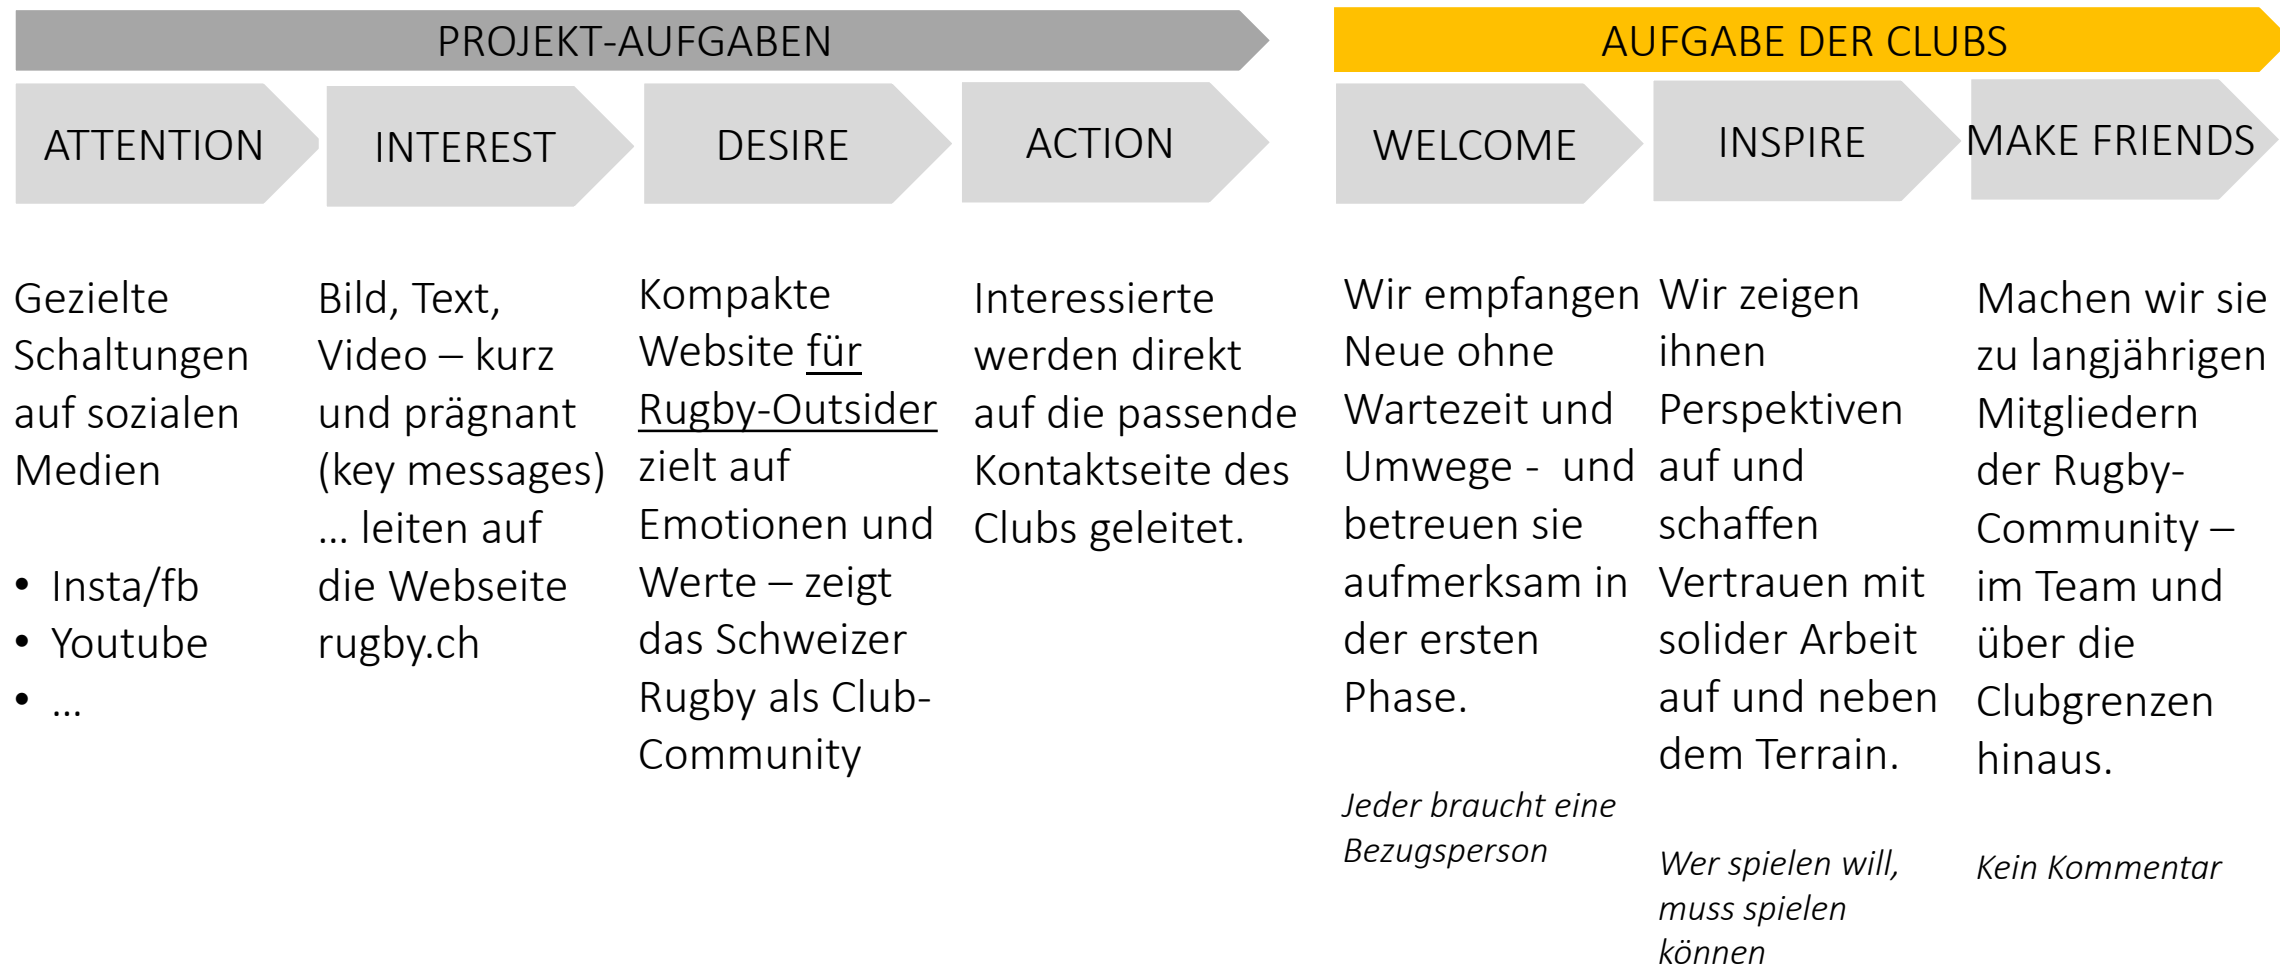 PROJEKT-AUFGABEN
AUFGABE DER CLUBS
ATTENTION
INTEREST
DESIRE
ACTION
WELCOME
INSPIRE
MAKE FRIENDS
Gezielte
Schaltungen
auf sozialen
Medien
• Insta/fb
• Youtube
• ...
Bild, Text,
Video – kurz
und prägnant
(key messages)
... leiten auf
die Webseite
rugby.ch
Kompakte
Website für
Rugby-Outsider
zielt auf
Emotionen und
Werte – zeigt
das Schweizer
Rugby als Club-
Community
Interessierte
werden direkt
auf die passende
Kontaktseite des
Clubs geleitet.
Wir empfangen
Neue ohne
Wartezeit und
Umwege -  und
betreuen sie
aufmerksam in
der ersten
Phase.
Jeder braucht eine
Bezugsperson
Wir zeigen
ihnen
Perspektiven
auf und
schaffen
Vertrauen mit
solider Arbeit
auf und neben
dem Terrain.
Wer spielen will,
muss spielen
können
Machen wir sie
zu langjährigen
Mitgliedern
der Rugby-
Community –
im Team und
über die
Clubgrenzen
hinaus.
Kein Kommentar